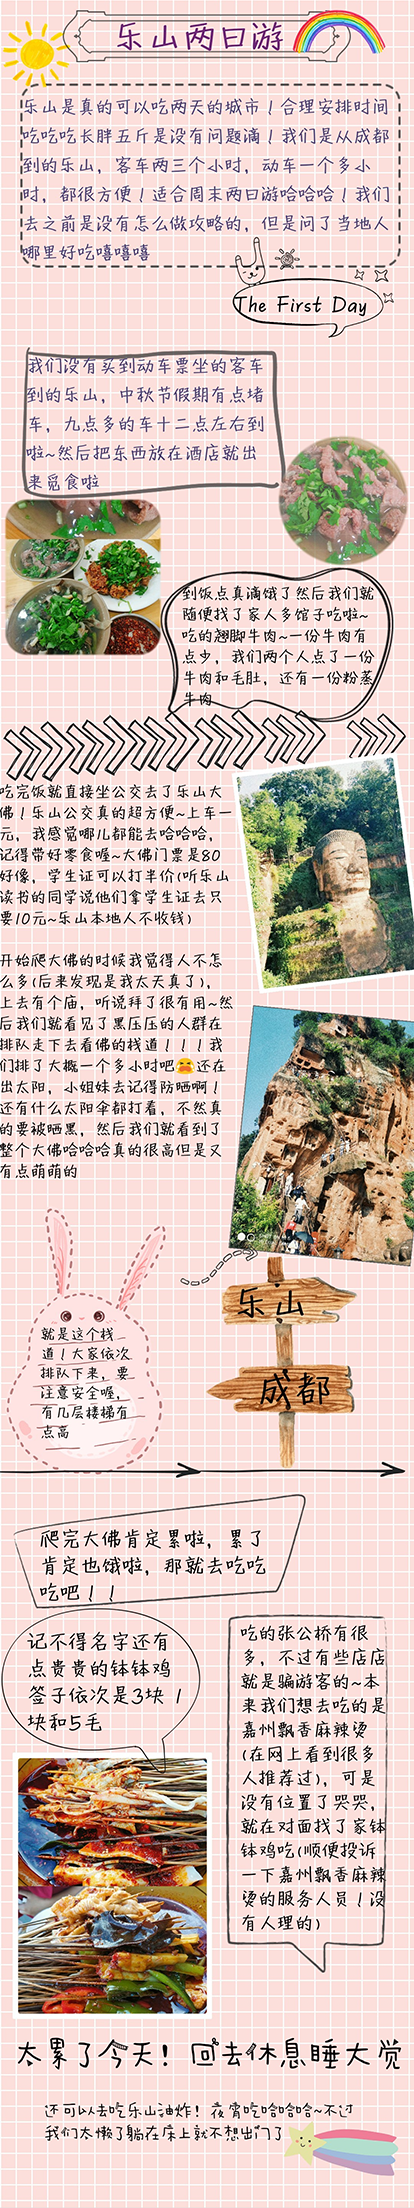 乐山两日游
乐山是真的可以吃两天的城市！合理安排时间
吃吃吃长胖五斤是没有问题滴！我们是从成都
到的乐山，客车两三个小时，动车一个多小
时，都很方便！适合周末两日游哈哈哈！我们
去之前是没有怎么做攻略的，但是问了当地人
哪里好吃嘻嘻嘻
The First Day
我们没有买到动车票坐的客车
到的乐山，中秋节假期有点堵
车，九点多的车十二点左右到
啦~然后把东西放在酒店就出
来觅食啦
到饭点真滴饿了然后我们就
随便找了家人多馆子吃啦~
吃的翘脚牛肉~一份牛肉有
点少，我们两个人点了一份
牛肉和毛肚，还有一份粉蒸
牛肉
吃完饭就直接坐公交去了乐山大
佛！乐山公交真的超方便~上车一
元，我感觉哪儿都能去哈哈哈，
记得带好零食喔~大佛门票是80
好像，学生证可以打半价(听乐山
读书的同学说他们拿学生证去只
要10元~乐山本地人不收钱)
开始爬大佛的时候我觉得人不怎
么多(后来发现是我太天真了)，
上去有个庙，听说拜了很有用~然
后我们就看见了黑压压的人群在
排队走下去看佛的栈道！！！我
们排了大概一个多小时吧😫还在
出太阳，小姐妹去记得防晒啊！
还有什么太阳伞都打着，不然真
的要被晒黑，然后我们就看到了
整个大佛哈哈哈真的很高但是又
有点萌萌的
就是这个栈
道！大家依次
排队下来，要
注意安全喔，
有几层楼梯有
点高
乐山
成都
爬完大佛肯定累啦，累了
肯定也饿啦，那就去吃吃
吃吧！！
记不得名字还有
点贵贵的钵钵鸡
签子依次是3块1
块和5毛
吃的张公桥有很
多，不过有些店店
就是骗游客的~本
来我们想去吃的是
嘉州飘香麻辣烫
(在网上看到很多
人推荐过)，可是
没有位置了哭哭，
就在对面找了家钵
钵鸡吃(顺便投诉
一下嘉州飘香麻辣
烫的服务人员！没
有人理的)
太累了今天！回去休息睡大觉
还可以去吃乐山油炸！夜宵吃哈哈哈~不过
我们太懒了躺在床上就不想出门了